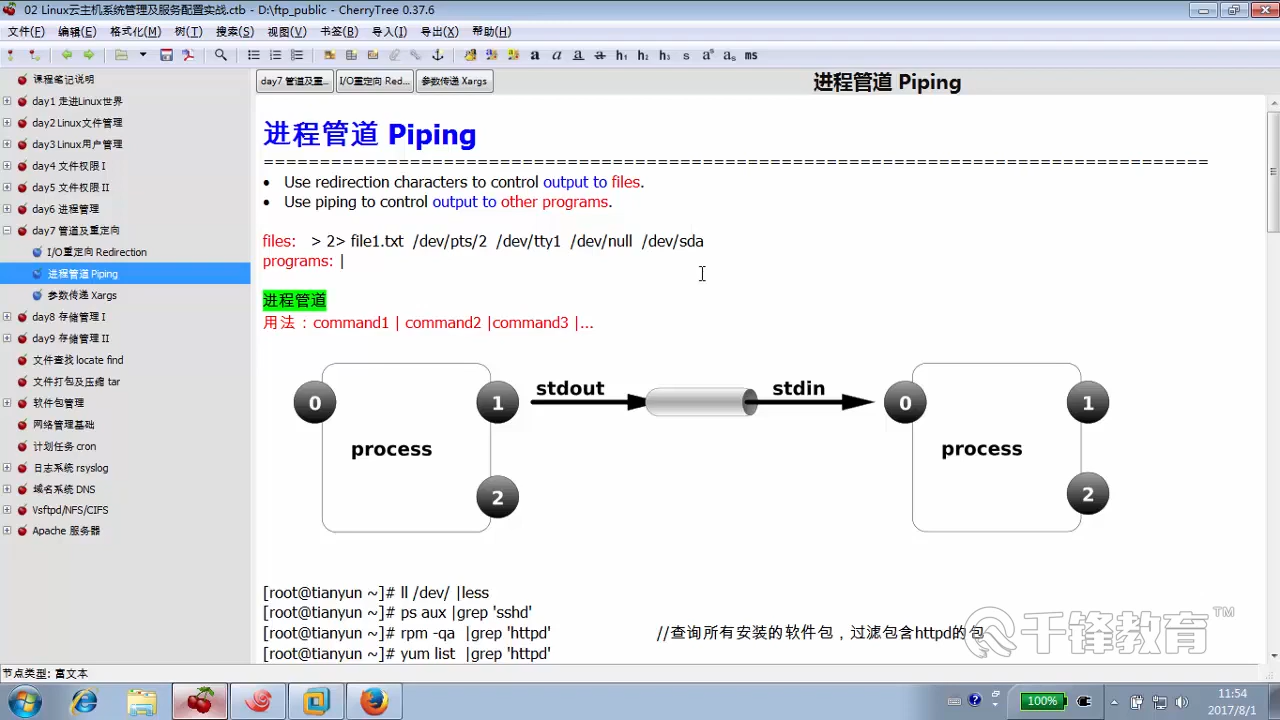 02 Linux云主机系统管理及服务配置实战.ctb - D:\ftp_public - CherryTree 0.37.6
文件(F) 编辑(E) 格式化(M) 树(T) 搜索(S) 视图(V) 书签(B) 导入(I) 导出(X) 帮助(H)
a a a a h1 h2 h3 s aˢ aₛ ms
课程笔记说明
day1 走进Linux世界
day2 Linux文件管理
day3 Linux用户管理
day4 文件权限 I
day5 文件权限 II
day6 进程管理
day7 管道及重定向
I/O重定向 Redirection
进程管道 Piping
参数传递 Xargs
day8 存储管理 I
day9 存储管理 II
文件查找 locate find
文件打包及压缩 tar
软件包管理
网络管理基础
计划任务 cron
日志系统 rsyslog
域名系统 DNS
Vsftpd/NFS/CIFS
Apache 服务器
day7 管道及重... I/O重定向 Red... 参数传递 Xargs
进程管道 Piping
进程管道 Piping
====================================================================================
• Use redirection characters to control output to files.
• Use piping to control output to other programs.
files: > 2> file1.txt /dev/pts/2 /dev/tty1 /dev/null /dev/sda
programs: |
进程管道
用法：command1 | command2 |command3 |...
0 1 stdout stdin 0 1
process process
2 2
[root@tianyun ~]# ll /dev/ |less
[root@tianyun ~]# ps aux |grep 'sshd'
[root@tianyun ~]# rpm -qa |grep 'httpd' //查询所有安装的软件包，过滤包含httpd的包
[root@tianyun ~]# yum list |grep 'httpd'
千锋教育™
节点类型: 富文本
100%
11:54
2017/8/1